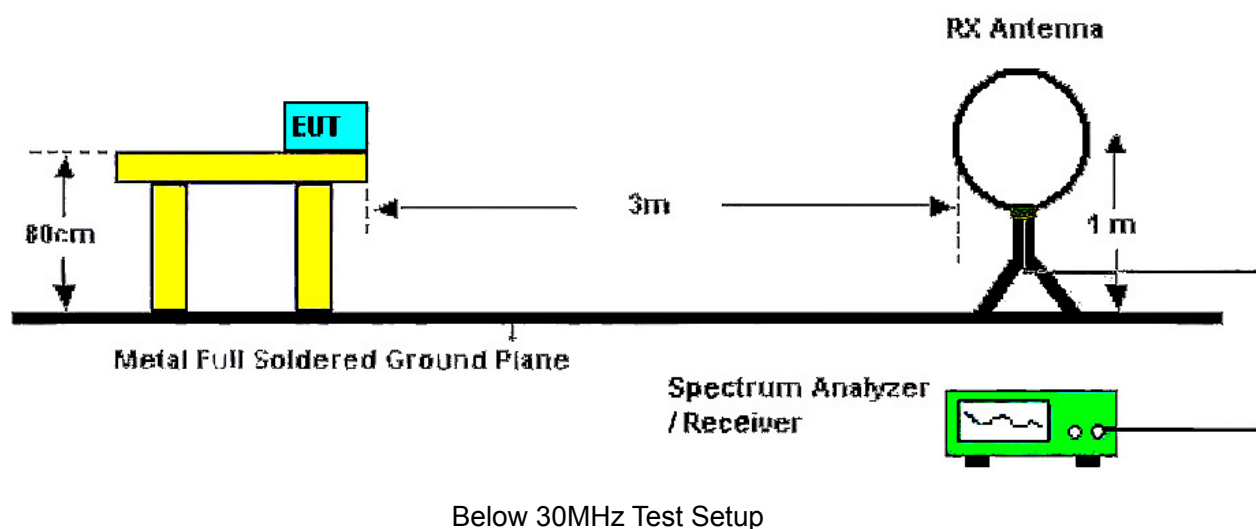 RX Antenna
EUT
3m
80cm
1 m
Metal Full Soldered Ground Plane
Spectrum Analyzer
/ Receiver
Below 30MHz Test Setup